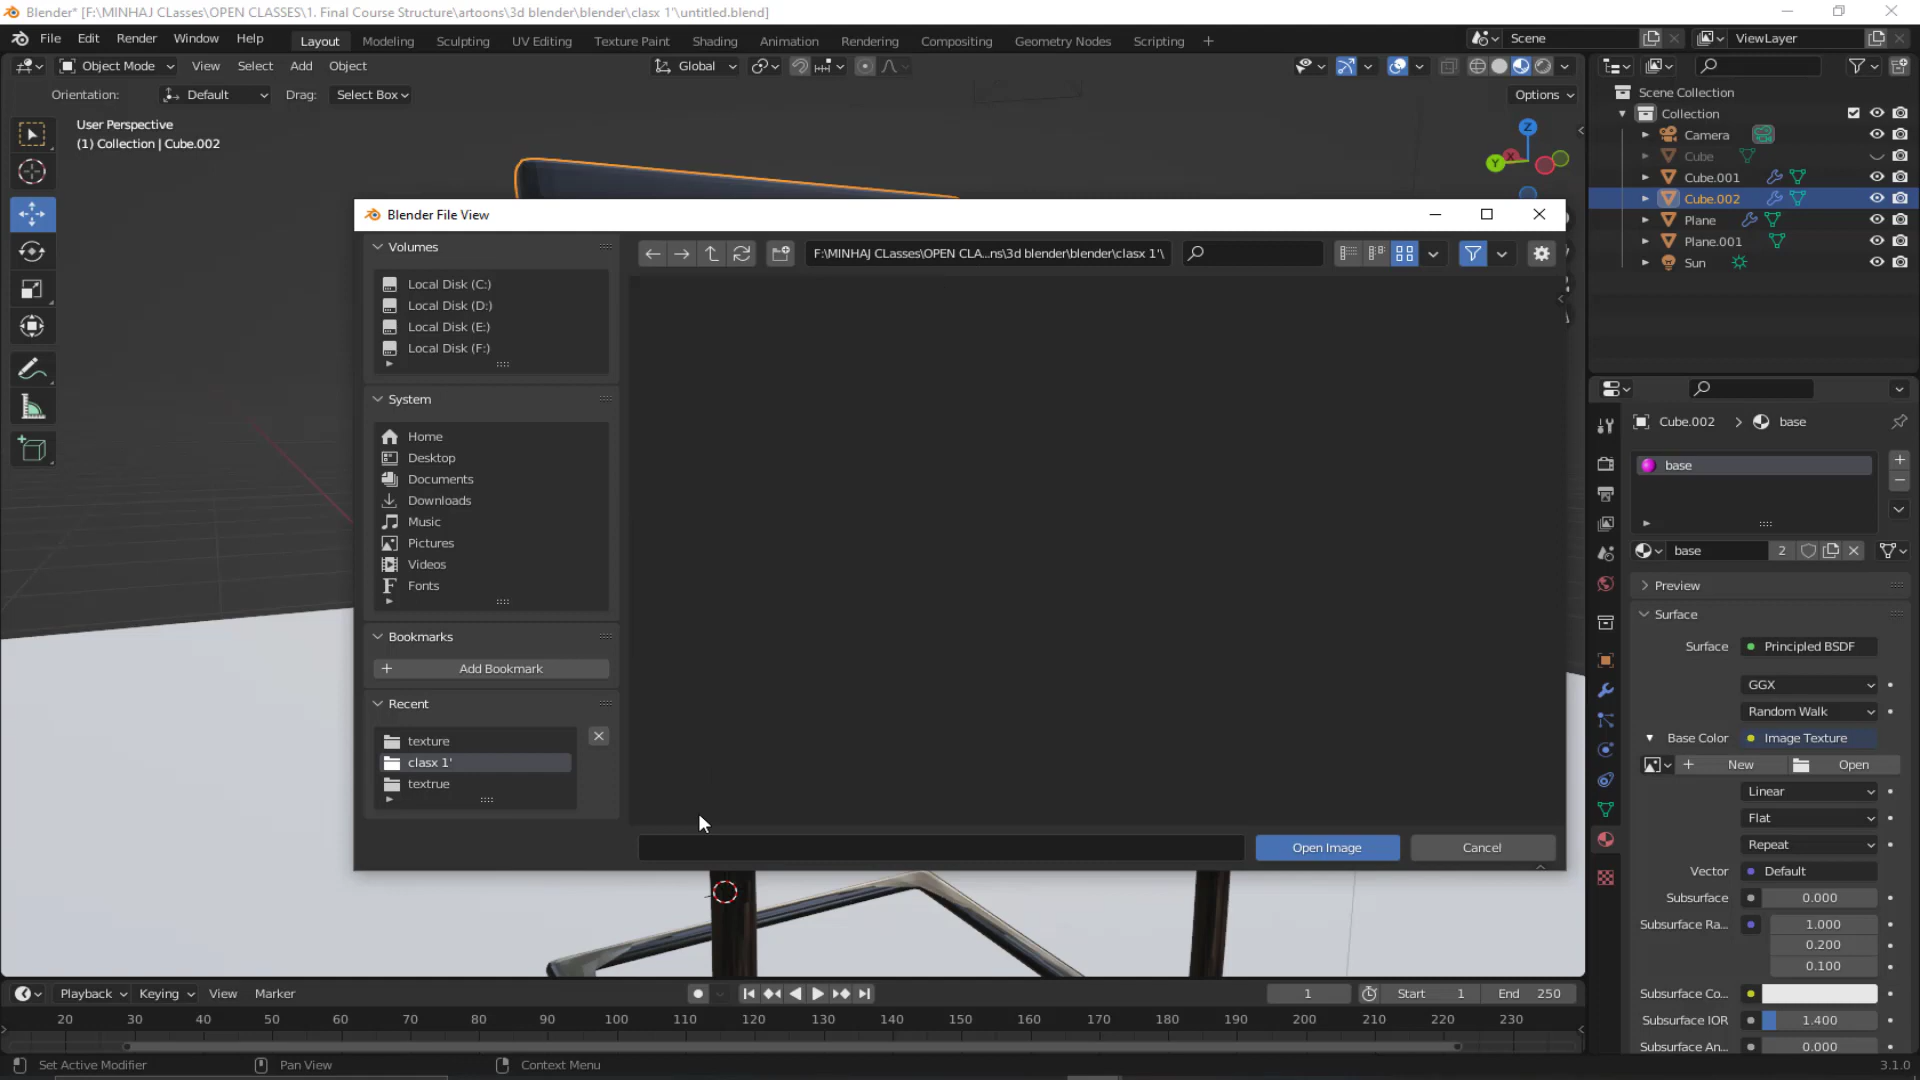 Blender* [F:\MINHAJ CLasses\OPEN CLASSES\1. Final Course Structure\artoons\3d blender\blender\clasx 1'\untitled.blend]
File Edit Render Window Help Layout Modeling Sculpting UV Editing Texture Paint Shading Animation Rendering Compositing Geometry Nodes Scripting + Scene ViewLayer
Object Mode View Select Add Object Global
Orientation: Default Drag: Select Box Options
User Perspective
(1) Collection | Cube.002
Z
Y
X
Scene Collection
Collection
Camera
Cube
Cube.001
Cube.002
Plane
Plane.001
Sun
Blender File View
Volumes
F:\MINHAJ CLasses\OPEN CLA...ns\3d blender\blender\clasx 1'\
Local Disk (C:)
Local Disk (D:)
Local Disk (E:)
Local Disk (F:)
System
Home
Desktop
Documents
Downloads
Music
Pictures
Videos
Fonts
Bookmarks
Add Bookmark
Recent
texture
clasx 1'
textrue
Open Image Cancel
Cube.002 > base
base
base 2
Preview
Surface
Surface Principled BSDF
GGX
Random Walk
Base Color Image Texture
New Open
Linear
Flat
Repeat
Vector Default
Subsurface 0.000
Subsurface Ra... 1.000
0.200
0.100
Subsurface Co...
Subsurface IOR 1.400
Subsurface An... 0.000
Playback Keying View Marker 1 Start 1 End 250
20 30 40 50 60 70 80 90 100 110 120 130 140 150 160 170 180 190 200 210 220 230
Set Active Modifier Pan View Context Menu 3.1.0